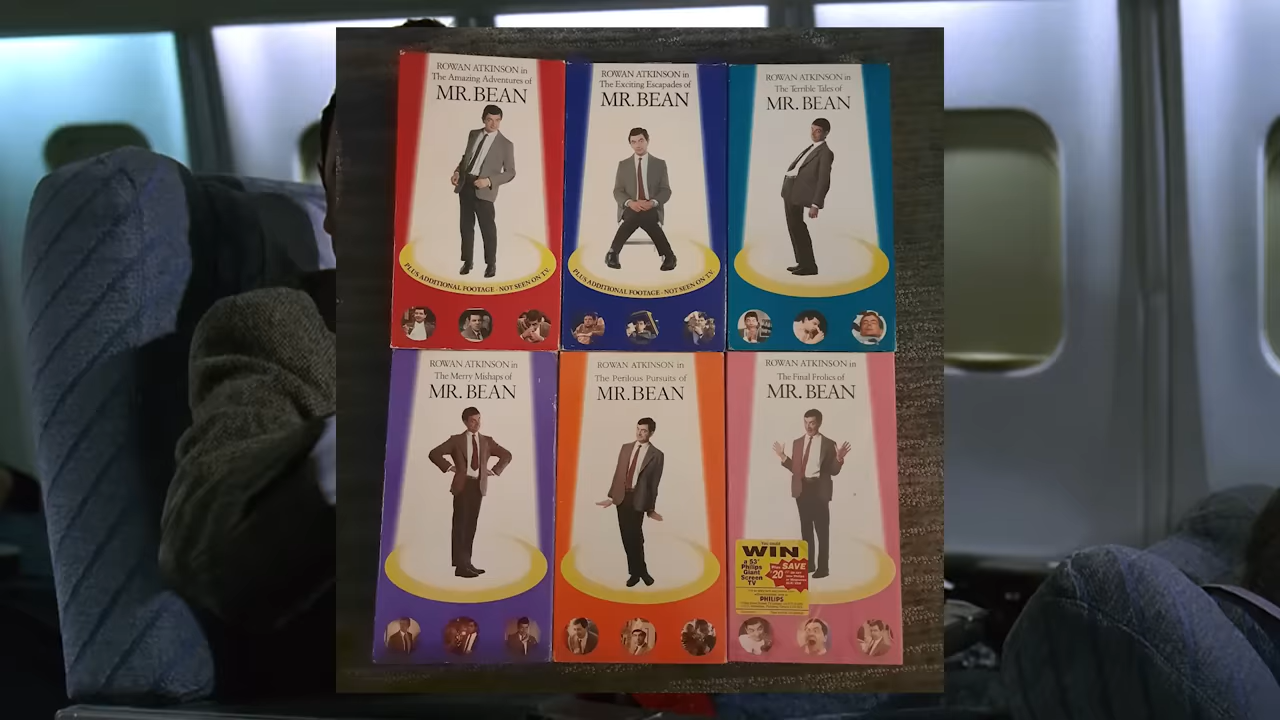 ROWAN ATKINSON in
The Amazing Adventures of
MR. BEAN
PLUS ADDITIONAL FOOTAGE - NOT SEEN ON T.V.
ROWAN ATKINSON in
The Exciting Escapades of
MR. BEAN
PLUS ADDITIONAL FOOTAGE - NOT SEEN ON T.V.
ROWAN ATKINSON in
The Terrible Tales of
MR. BEAN
ROWAN ATKINSON in
The Merry Mishaps of
MR. BEAN
ROWAN ATKINSON in
The Perilous Pursuits of
MR. BEAN
ROWAN ATKINSON in
The Final Frolics of
MR. BEAN
You could
WIN
a 53"
Philips
Giant
Screen
TV
SAVE
20
PHILIPS